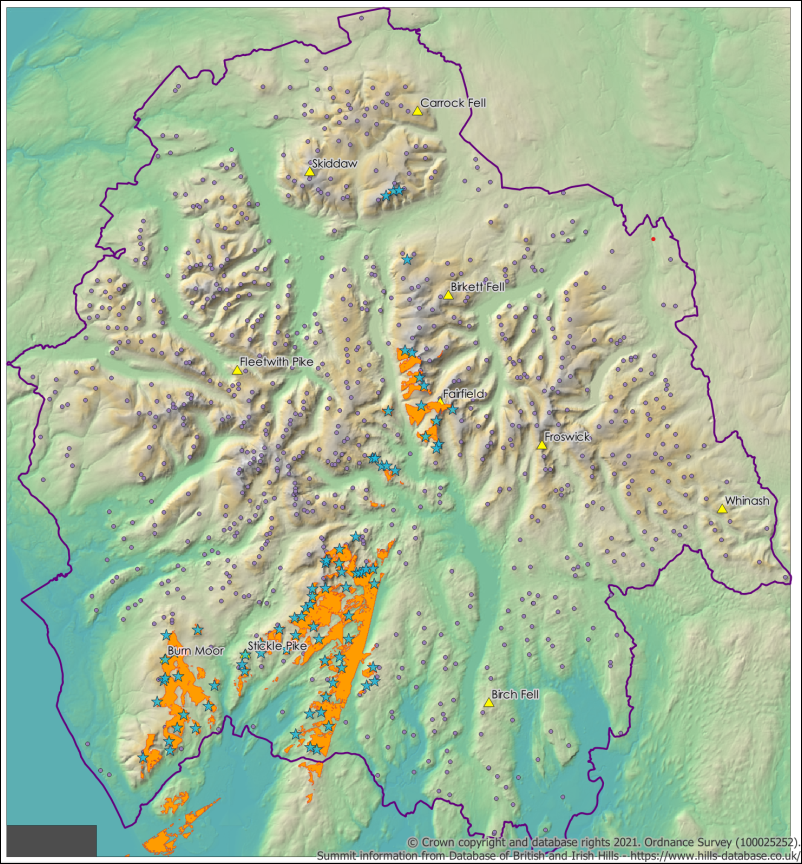 Carrock Fell
Skiddaw
Birkett Fell
Fleetwith Pike
Fairfield
Froswick
Whinash
Burn Moor
Stickle Pike
Birch Fell
© Crown copyright and database rights 2021. Ordnance Survey (100025252).
Summit information from Database of British and Irish Hills - https://www.hills-database.co.uk/